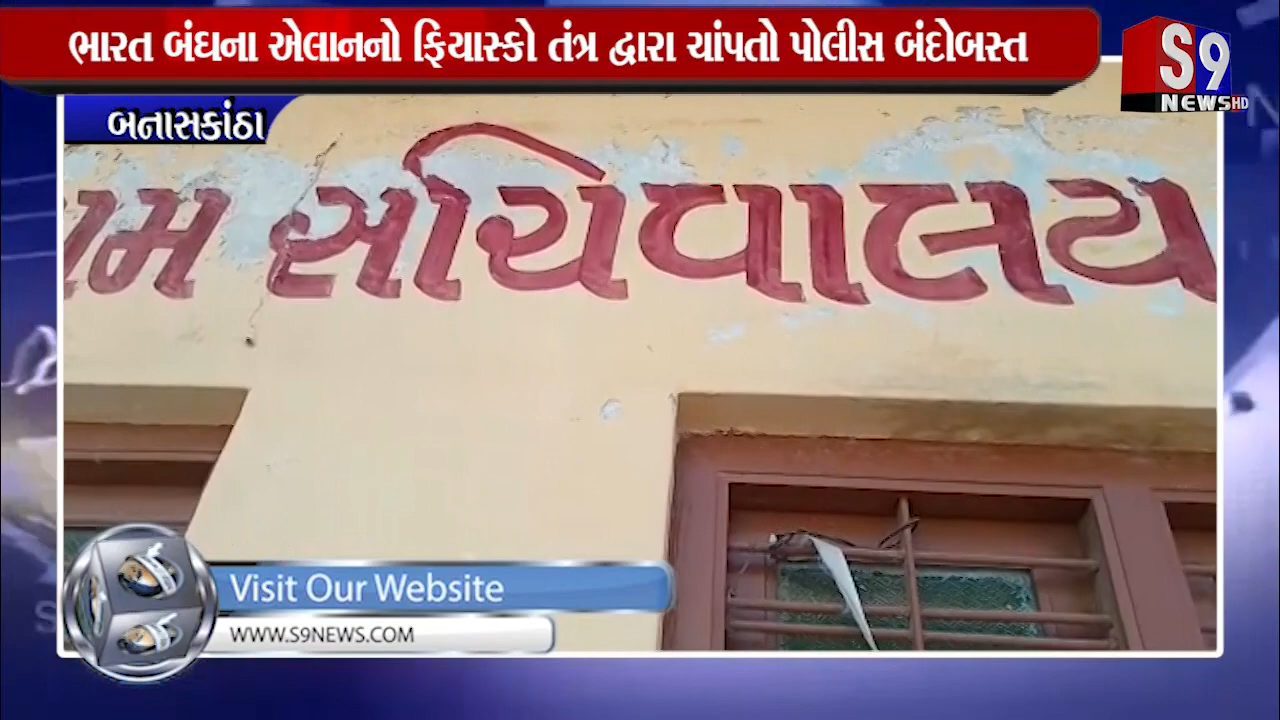 ભારત બંધના એલાનનો ફિયાસ્કો તંત્ર દ્વારા ચાંપતો પોલીસ બંદોબસ્ત
S9
NEWS HD
બનાસકાંઠા
સચિવાલય
Visit Our Website
WWW.S9NEWS.COM